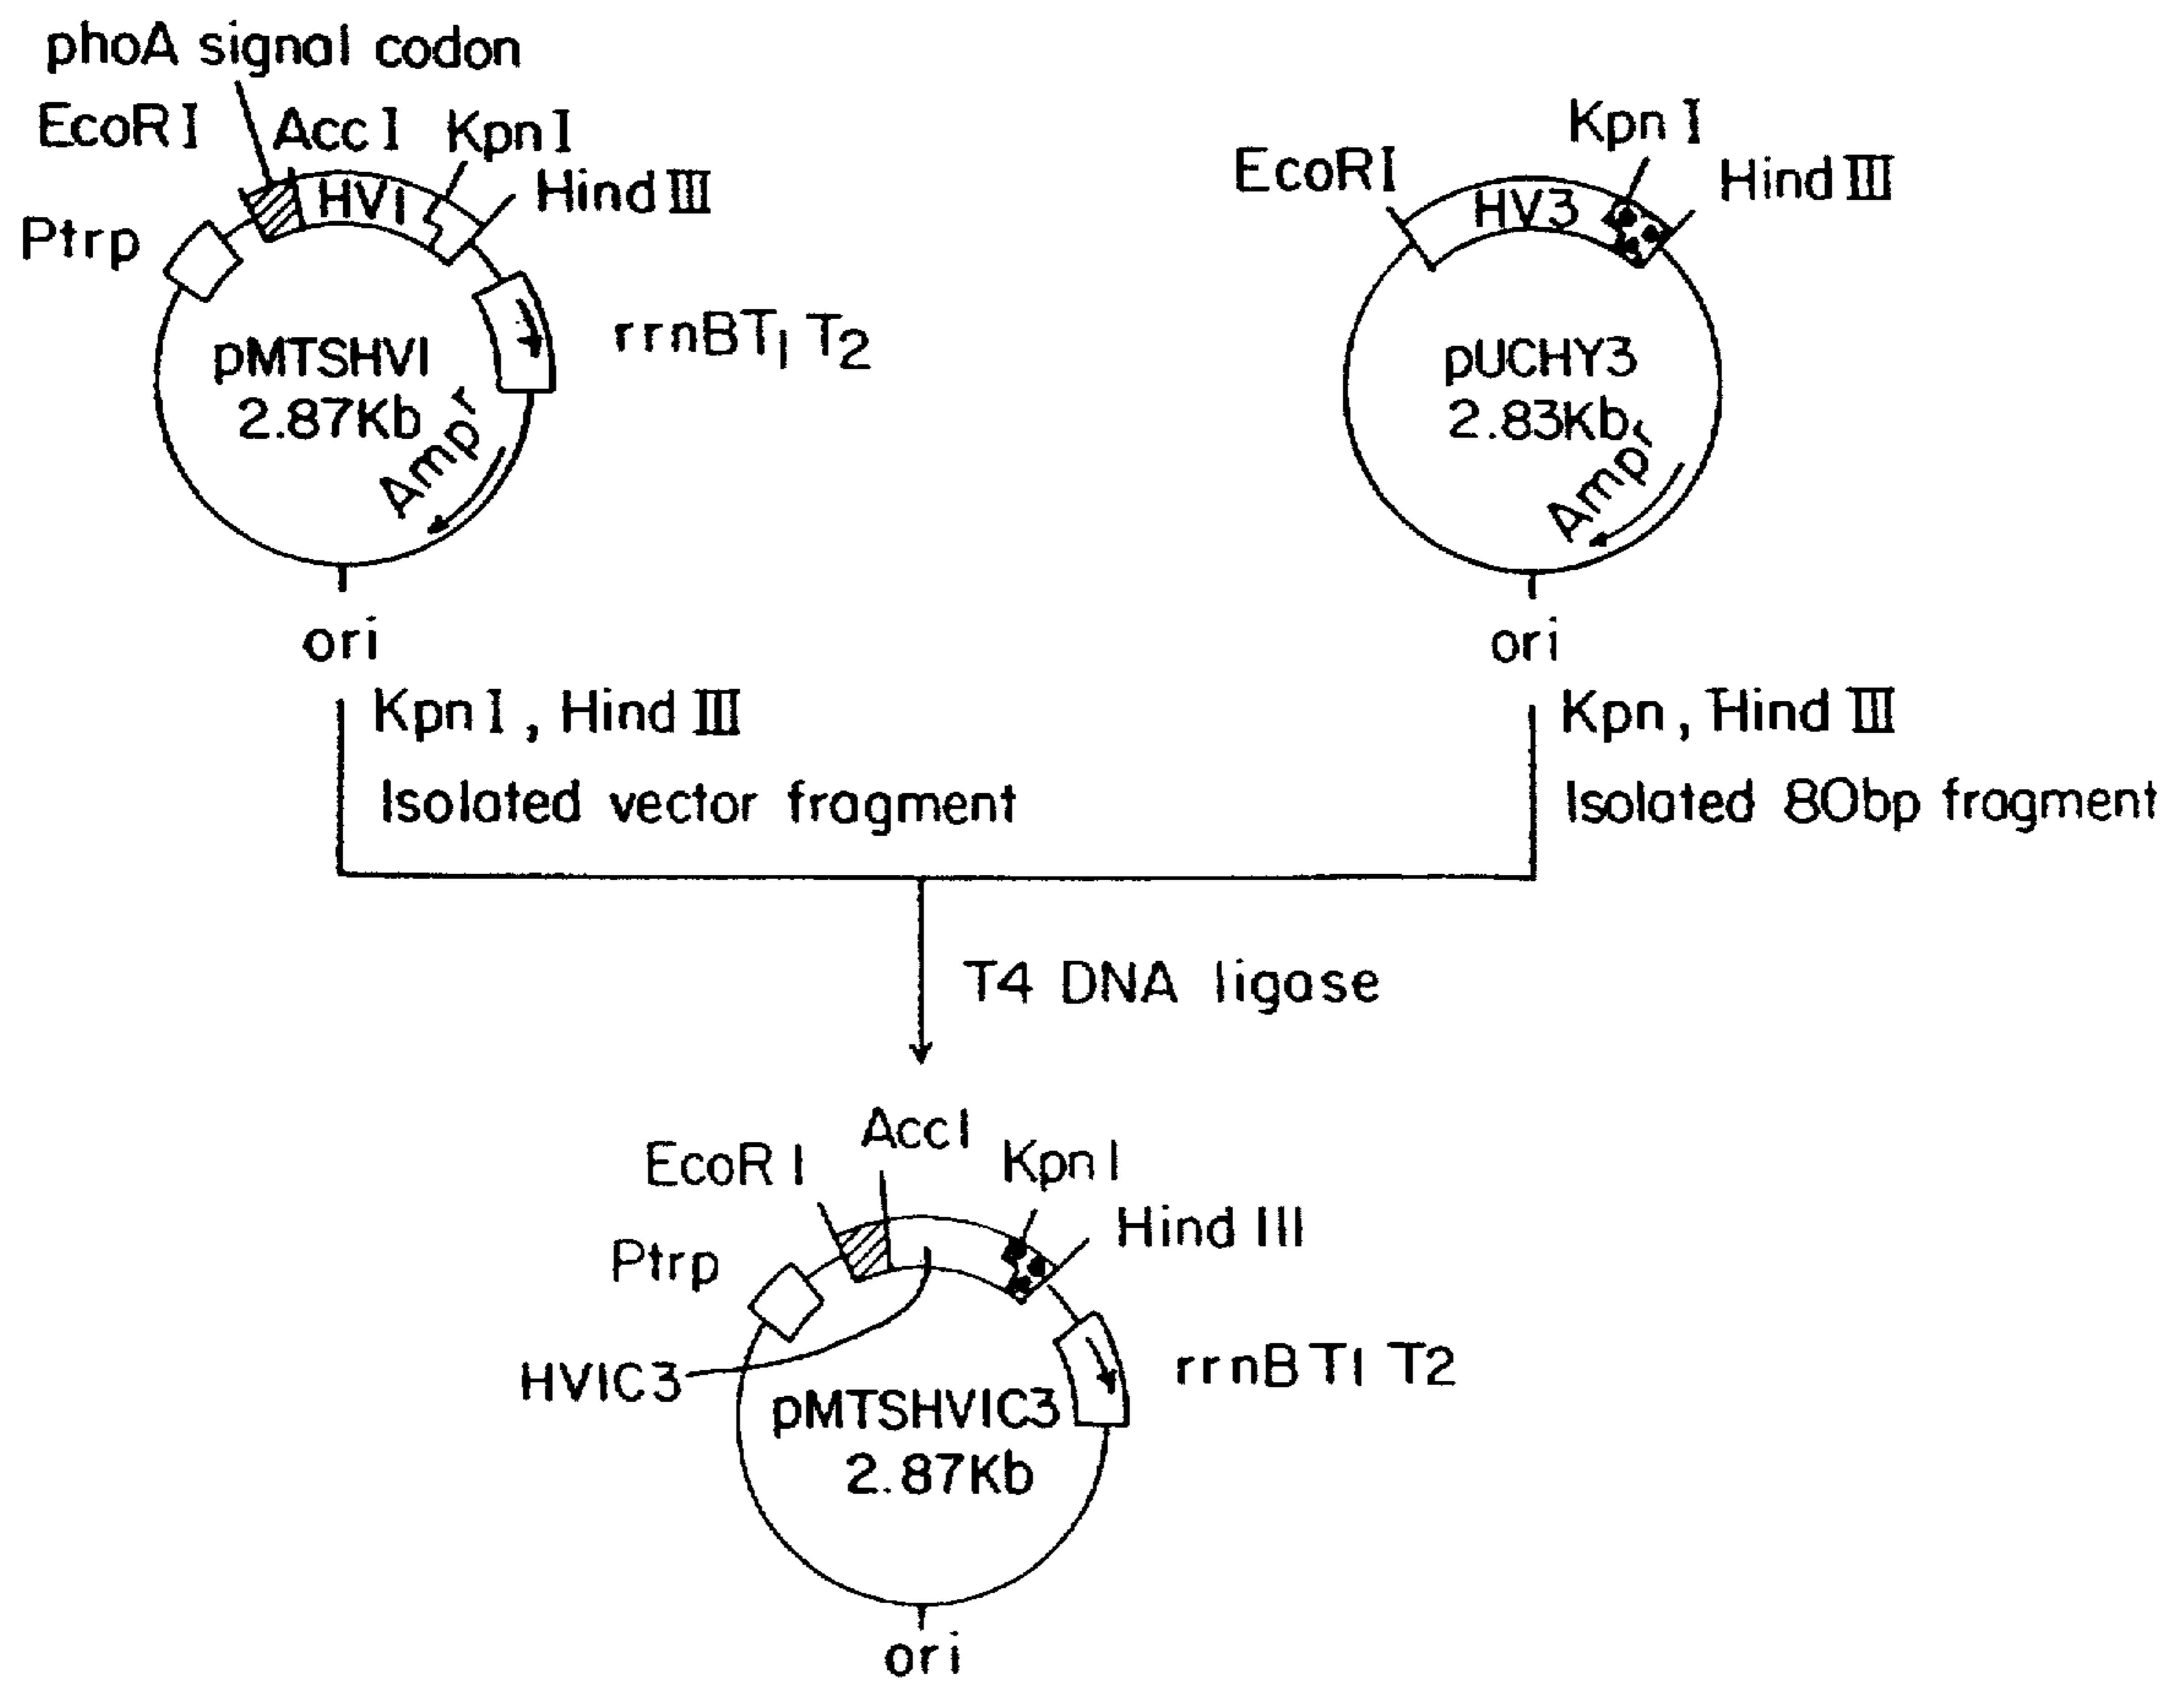 phoA signal codon
EcoRI AccI KpnI
HindIII
Ptrp
HV1
rrnBT1T2
pMTSHV1
2.87Kb
Ampr
ori
KpnI
EcoRI
HindIII
HV3
pUCHY3
2.83Kb
Ampr
ori
KpnI, HindIII
Isolated vector fragment
Kpn, HindIII
Isolated 80bp fragment
T4 DNA ligase
EcoRI
AccI
KpnI
HindIII
Ptrp
HV1C3
rrnBT1 T2
pMTSHV1C3
2.87Kb
ori